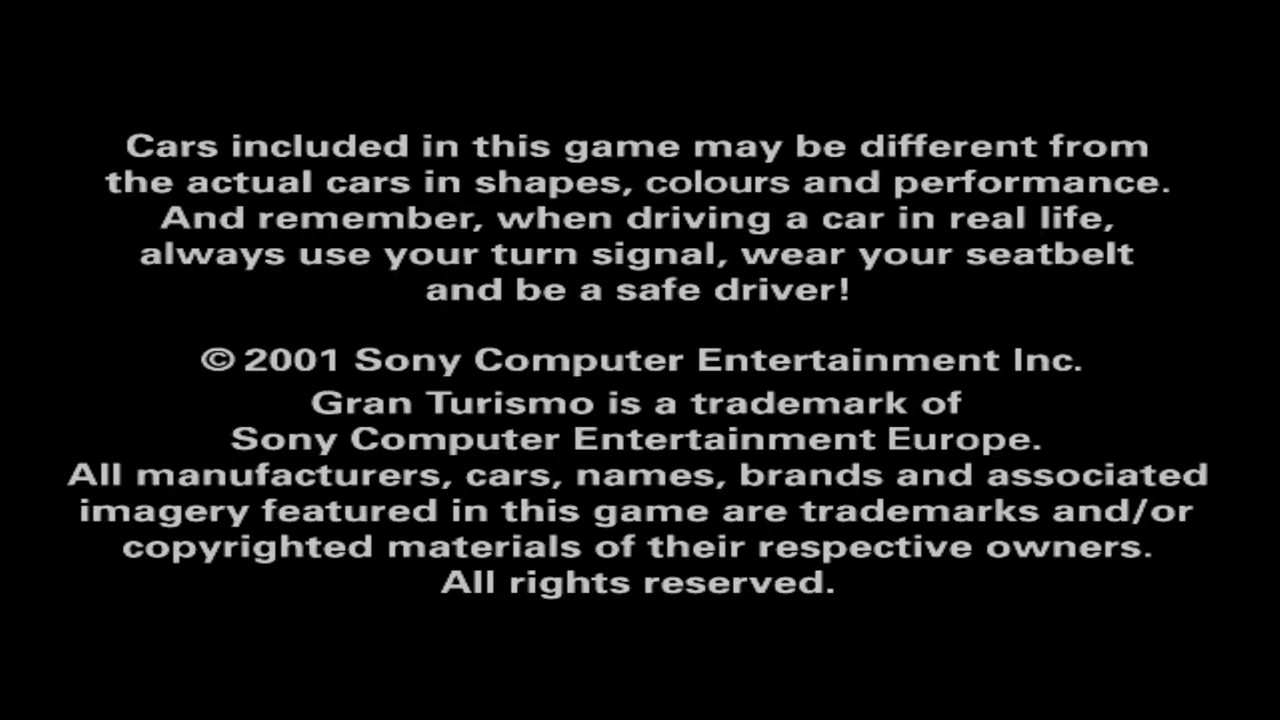 Cars included in this game may be different from
the actual cars in shapes, colours and performance.
And remember, when driving a car in real life,
always use your turn signal, wear your seatbelt
and be a safe driver!
© 2001 Sony Computer Entertainment Inc.
Gran Turismo is a trademark of
Sony Computer Entertainment Europe.
All manufacturers, cars, names, brands and associated
imagery featured in this game are trademarks and/or
copyrighted materials of their respective owners.
All rights reserved.